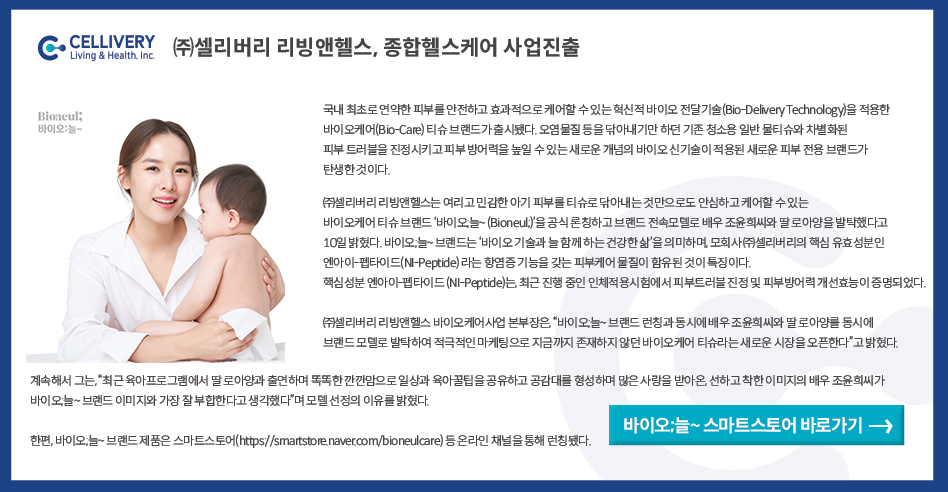 CELLIVERY
Living & Health, Inc.
㈜셀리버리 리빙앤헬스, 종합헬스케어 사업진출
Bioneul;
바이오;늘~
국내 최초로 연약한 피부를 안전하고 효과적으로 케어할 수 있는 혁신적 바이오 전달기술(Bio-Delivery Technology)을 적용한
바이오케어(Bio-Care) 티슈 브랜드가 출시됐다. 오염물질 등을 닦아내기만 하던 기존 청소용 일반 물티슈와 차별화된
피부 트러블을 진정시키고 피부 방어력을 높일 수 있는 새로운 개념의 바이오 신기술이 적용된 새로운 피부 전용 브랜드가
탄생한 것이다.
㈜셀리버리 리빙앤헬스는 여리고 민감한 아기 피부를 티슈로 닦아내는 것만으로도 안심하고 케어할 수 있는
바이오케어 티슈 브랜드 '바이오;늘~ (Bioneul;)'을 공식 론칭하고 브랜드 전속모델로 배우 조윤희씨와 딸 로아양을 발탁했다고
10일 밝혔다. 바이오;늘~ 브랜드는 '바이오 기술과 늘 함께 하는 건강한 삶'을 의미하며, 모회사 ㈜셀리버리의 핵심 유효성분인
엔아이-펩타이드(NI-Peptide) 라는 항염증 기능을 갖는 피부케어 물질이 함유된 것이 특징이다.
핵심성분 엔아이-펩타이드 (NI-Peptide)는, 최근 진행 중인 인체적용시험에서 피부트러블 진정 및 피부방어력 개선효능이 증명되었다.
㈜셀리버리 리빙앤헬스 바이오케어사업 본부장은, "바이오;늘~ 브랜드 런칭과 동시에 배우 조윤희씨와 딸 로아양를 동시에
브랜드 모델로 발탁하여 적극적인 마케팅으로 지금까지 존재하지 않던 바이오케어 티슈라는 새로운 시장을 오픈한다"고 밝혔다.
계속해서 그는, "최근 육아프로그램에서 딸 로아양과 출연하며 똑똑한 깐깐맘으로 일상과 육아꿀팁을 공유하고 공감대를 형성하며 많은 사랑을 받아온, 선하고 착한 이미지의 배우 조윤희씨가
바이오;늘~ 브랜드 이미지와 가장 잘 부합한다고 생각했다"며 모델 선정의 이유를 밝혔다.
한편, 바이오;늘~ 브랜드 제품은 스마트스토어(https://smartstore.naver.com/bioneulcare) 등 온라인 채널을 통해 런칭됐다.
바이오;늘~ 스마트스토어 바로가기 →